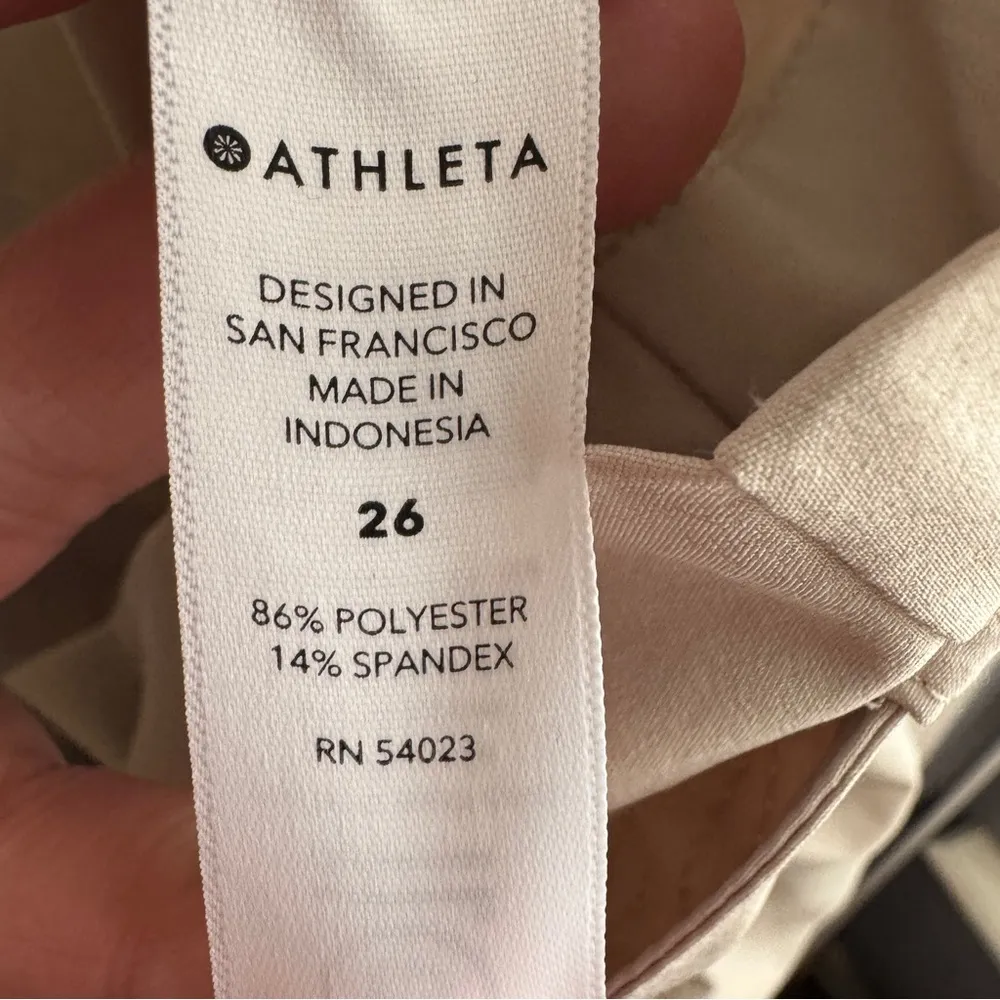 ATHLETA
DESIGNED IN
SAN FRANCISCO
MADE IN
INDONESIA
26
86% POLYESTER
14% SPANDEX
RN 54023